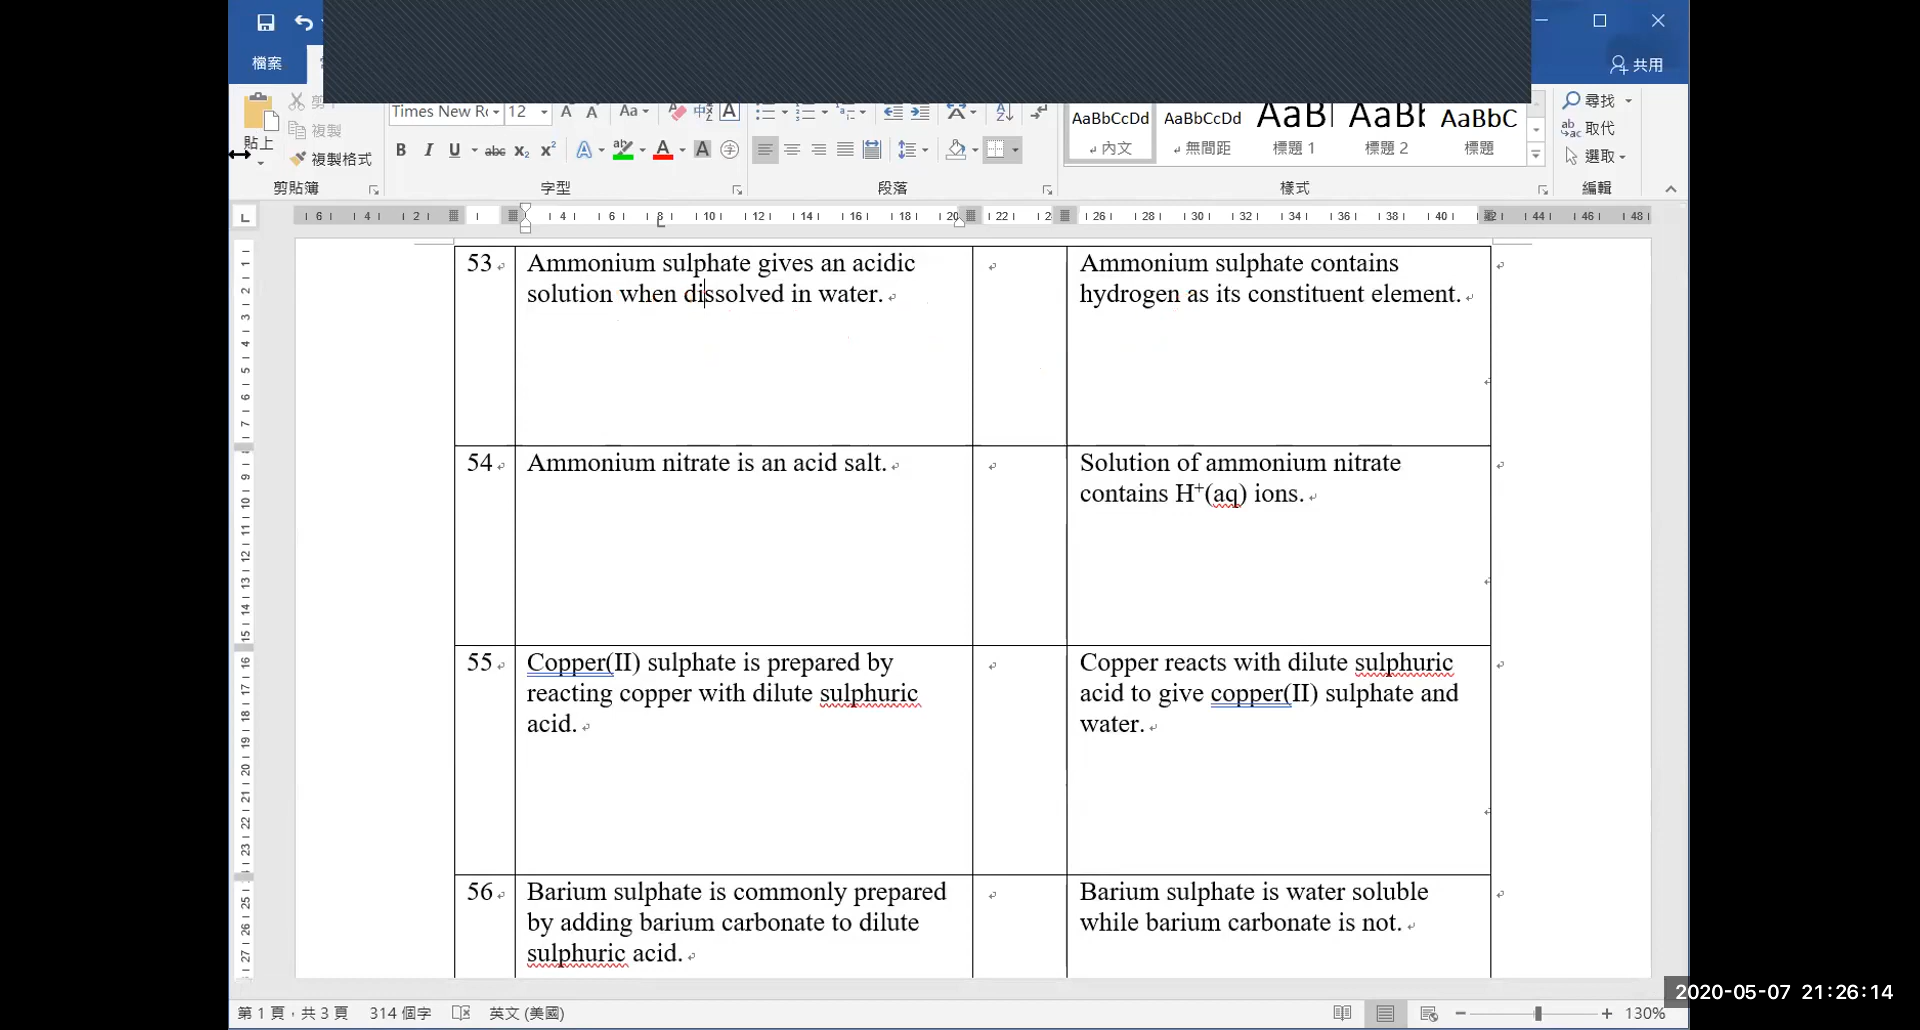 檔案
共用
貼上
複製
複製格式
剪貼簿
Times New Ro
12
Aa
B I U abc x₂ x²
字型
段落
AaBbCcDd AaBbCcDd AaB AaBb AaBbC
內文 無間距 標題 1 標題 2 標題
樣式
尋找
取代
選取
編輯
53
Ammonium sulphate gives an acidic
solution when dissolved in water.
Ammonium sulphate contains
hydrogen as its constituent element.
54
Ammonium nitrate is an acid salt.
Solution of ammonium nitrate
contains H⁺(aq) ions.
55
Copper(II) sulphate is prepared by
reacting copper with dilute sulphuric
acid.
Copper reacts with dilute sulphuric
acid to give copper(II) sulphate and
water.
56
Barium sulphate is commonly prepared
by adding barium carbonate to dilute
sulphuric acid.
Barium sulphate is water soluble
while barium carbonate is not.
第 1 頁，共 3 頁 314 個字 英文 (美國)
130%
2020-05-07 21:26:14